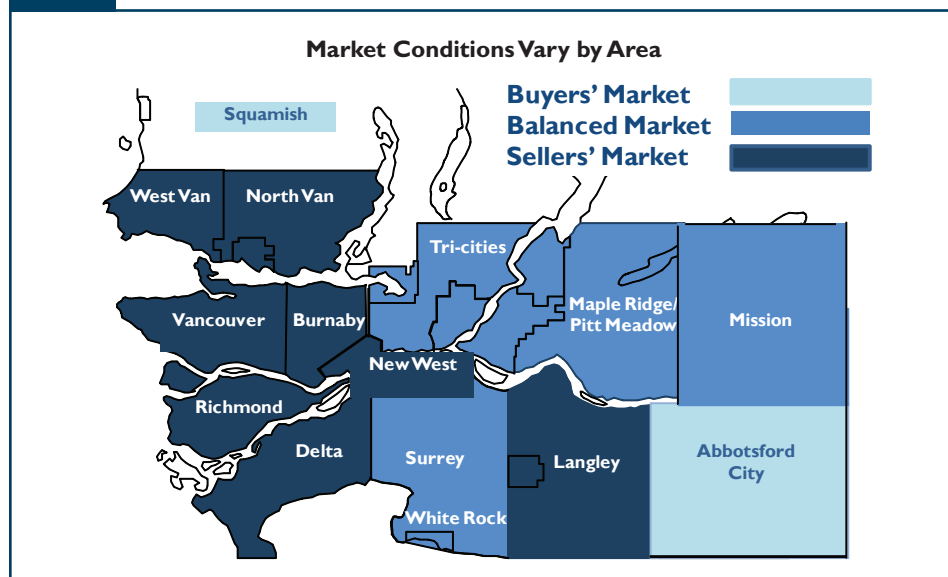 Market Conditions Vary by Area
Buyers’ Market
Balanced Market
Sellers’ Market
Squamish
West Van
North Van
Tri-cities
Vancouver
Burnaby
Maple Ridge/
Pitt Meadow
Mission
New West
Richmond
Delta
Surrey
Langley
Abbotsford
City
White Rock